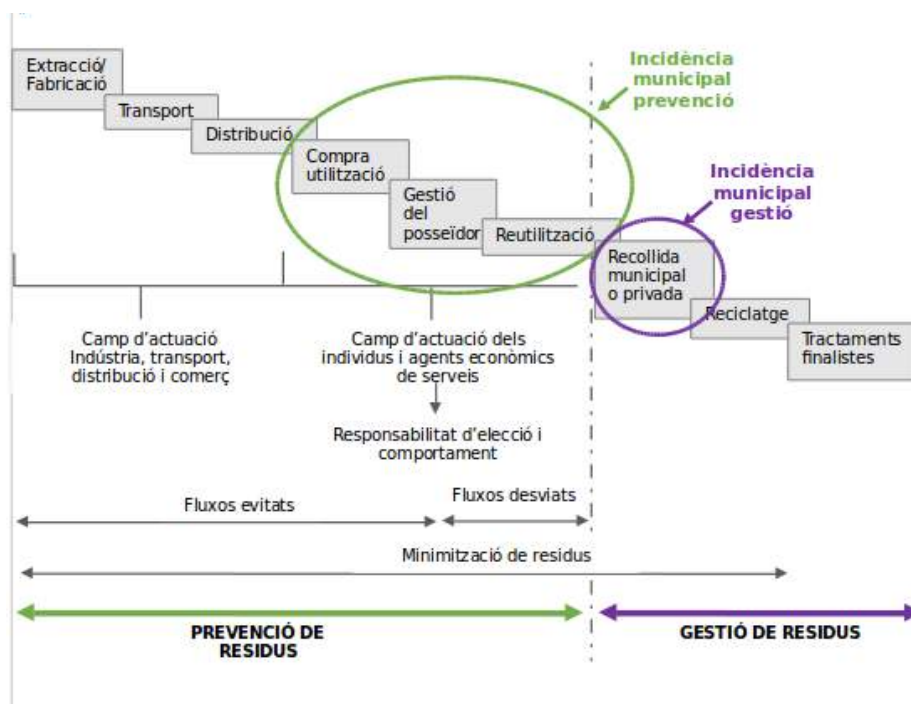 Extracció/
Fabricació
Transport
Distribució
Compra
utilització
Gestió
del
posseïdor
Reutilització
Incidència
municipal
prevenció
Incidència
municipal
gestió
Recollida
municipal
o privada
Reciclatge
Tractaments
finalistes
Camp d'actuació
Indústria, transport,
distribució i comerç
Camp d'actuació dels
individus i agents econòmics
de serveis
Responsabilitat d'elecció i
comportament
Fluxos evitats
Fluxos desviats
Minimització de residus
PREVENCIÓ DE
RESIDUS
GESTIÓ DE RESIDUS